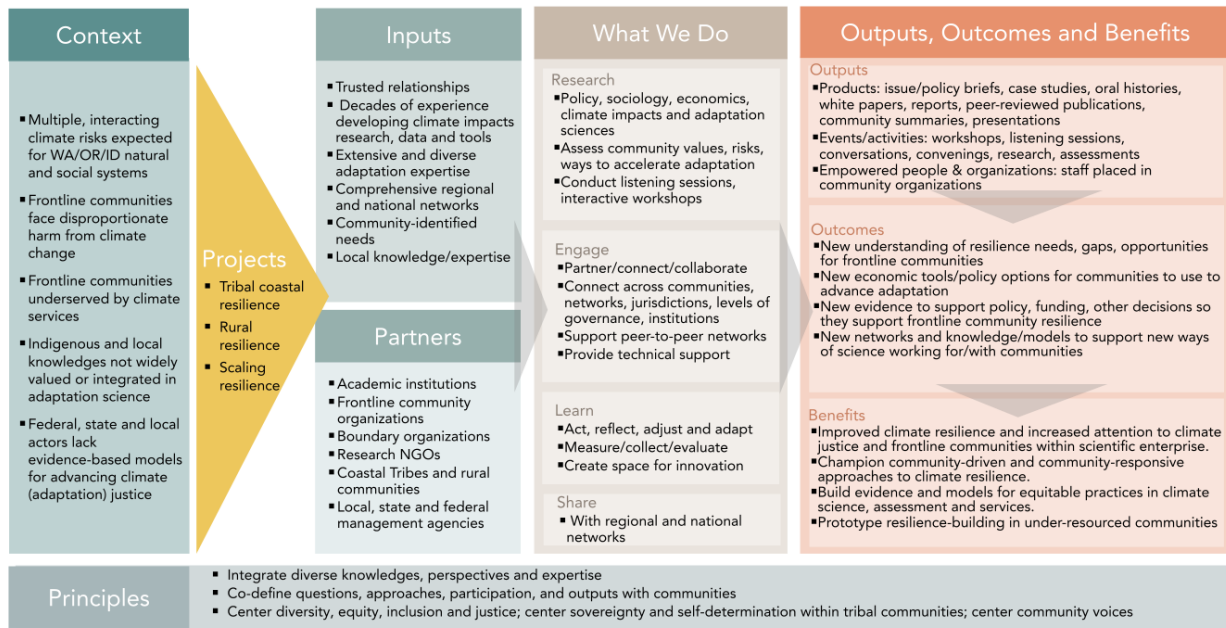 Context
▪ Multiple, interacting
climate risks expected
for WA/OR/ID natural
and social systems
▪ Frontline communities
face disproportionate
harm from climate
change
▪ Frontline communities
underserved by climate
services
▪ Indigenous and local
knowledges not widely
valued or integrated in
adaptation science
▪ Federal, state and local
actors lack
evidence-based models
for advancing climate
(adaptation) justice
Projects
▪ Tribal coastal
resilience
▪ Rural
resilience
▪ Scaling
resilience
Inputs
▪ Trusted relationships
▪ Decades of experience
developing climate impacts
research, data and tools
▪ Extensive and diverse
adaptation expertise
▪ Comprehensive regional
and national networks
▪ Community-identified
needs
▪ Local knowledge/expertise
Partners
▪ Academic institutions
▪ Frontline community
organizations
▪ Boundary organizations
▪ Research NGOs
▪ Coastal Tribes and rural
communities
▪ Local, state and federal
management agencies
What We Do
Research
▪ Policy, sociology, economics,
climate impacts and adaptation
sciences
▪ Assess community values, risks,
ways to accelerate adaptation
▪ Conduct listening sessions,
interactive workshops
Engage
▪ Partner/connect/collaborate
▪ Connect across communities,
networks, jurisdictions, levels of
governance, institutions
▪ Support peer-to-peer networks
▪ Provide technical support
Learn
▪ Act, reflect, adjust and adapt
▪ Measure/collect/evaluate
▪ Create space for innovation
Share
▪ With regional and national
networks
Outputs, Outcomes and Benefits
Outputs
▪ Products: issue/policy briefs, case studies, oral histories,
white papers, reports, peer-reviewed publications,
community summaries, presentations
▪ Events/activities: workshops, listening sessions,
conversations, convenings, research, assessments
▪ Empowered people & organizations: staff placed in
community organizations
Outcomes
▪ New understanding of resilience needs, gaps, opportunities
for frontline communities
▪ New economic tools/policy options for communities to use to
advance adaptation
▪ New evidence to support policy, funding, other decisions so
they support frontline community resilience
▪ New networks and knowledge/models to support new ways
of science working for/with communities
Benefits
▪ Improved climate resilience and increased attention to climate
justice and frontline communities within scientific enterprise.
▪ Champion community-driven and community-responsive
approaches to climate resilience.
▪ Build evidence and models for equitable practices in climate
science, assessment and services.
▪ Prototype resilience-building in under-resourced communities
Principles
▪ Integrate diverse knowledges, perspectives and expertise
▪ Co-define questions, approaches, participation, and outputs with communities
▪ Center diversity, equity, inclusion and justice; center sovereignty and self-determination within tribal communities; center community voices